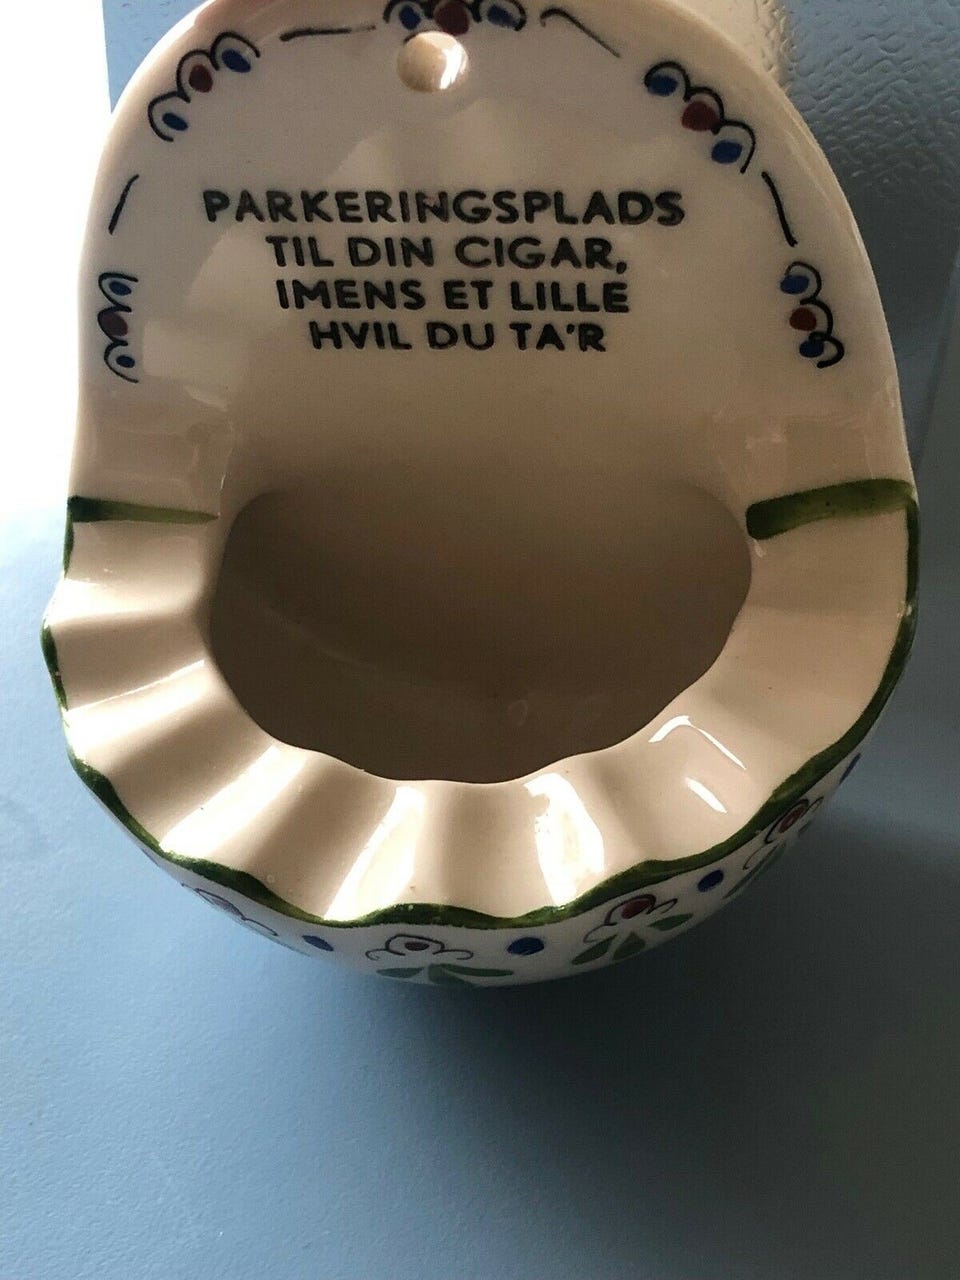 PARKERINGSPLADS
TIL DIN CIGAR,
IMENS ET LILLE
HVIL DU TA'R